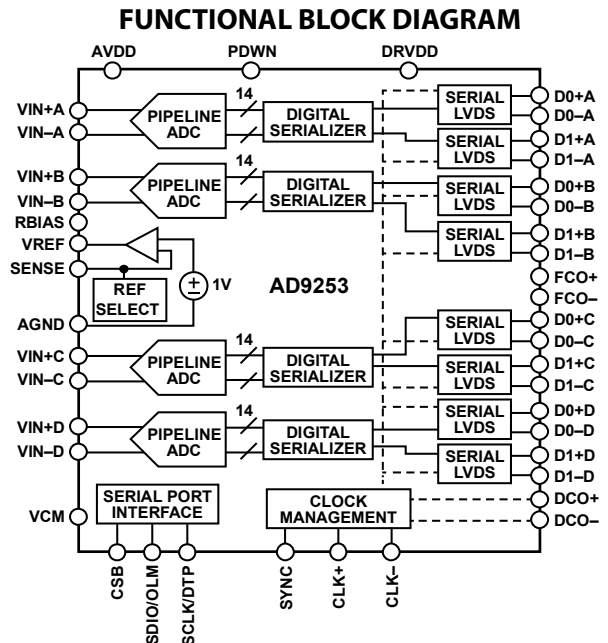 FUNCTIONAL BLOCK DIAGRAM
AVDD
PDWN
DRVDD
VIN+A
VIN–A
PIPELINE
ADC
14
DIGITAL
SERIALIZER
SERIAL
LVDS
D0+A
D0–A
SERIAL
LVDS
D1+A
D1–A
VIN+B
VIN–B
PIPELINE
ADC
14
DIGITAL
SERIALIZER
SERIAL
LVDS
D0+B
D0–B
SERIAL
LVDS
D1+B
D1–B
RBIAS
VREF
SENSE
REF
SELECT
+
–
1V
AD9253
FCO+
FCO–
AGND
VIN+C
VIN–C
PIPELINE
ADC
14
DIGITAL
SERIALIZER
SERIAL
LVDS
D0+C
D0–C
SERIAL
LVDS
D1+C
D1–C
VIN+D
VIN–D
PIPELINE
ADC
14
DIGITAL
SERIALIZER
SERIAL
LVDS
D0+D
D0–D
SERIAL
LVDS
D1+D
D1–D
VCM
SERIAL PORT
INTERFACE
CLOCK
MANAGEMENT
DCO+
DCO–
CSB
SDIO/OLM
SCLK/DTP
SYNC
CLK+
CLK–